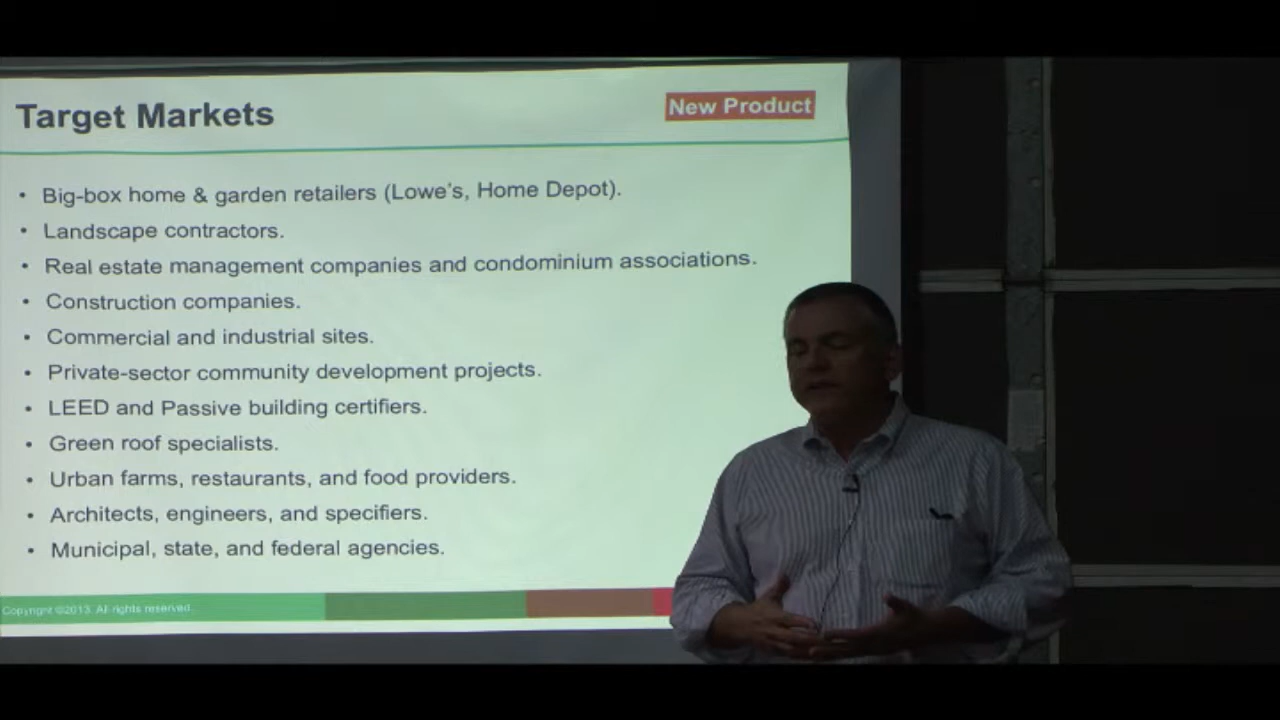 Target Markets
New Product
• Big-box home & garden retailers (Lowe's, Home Depot).
• Landscape contractors.
• Real estate management companies and condominium associations.
• Construction companies.
• Commercial and industrial sites.
• Private-sector community development projects.
• LEED and Passive building certifiers.
• Green roof specialists.
• Urban farms, restaurants, and food providers.
• Architects, engineers, and specifiers.
• Municipal, state, and federal agencies.
Copyright ©2013. All rights reserved.